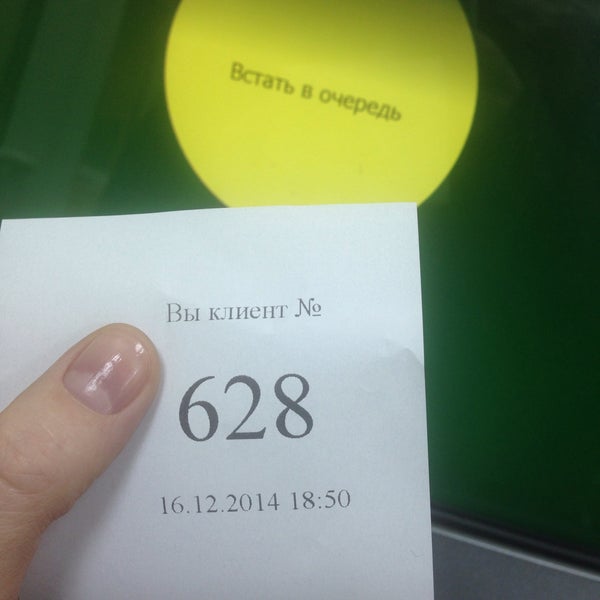 Встать в очередь
Вы клиент №
628
16.12.2014 18:50